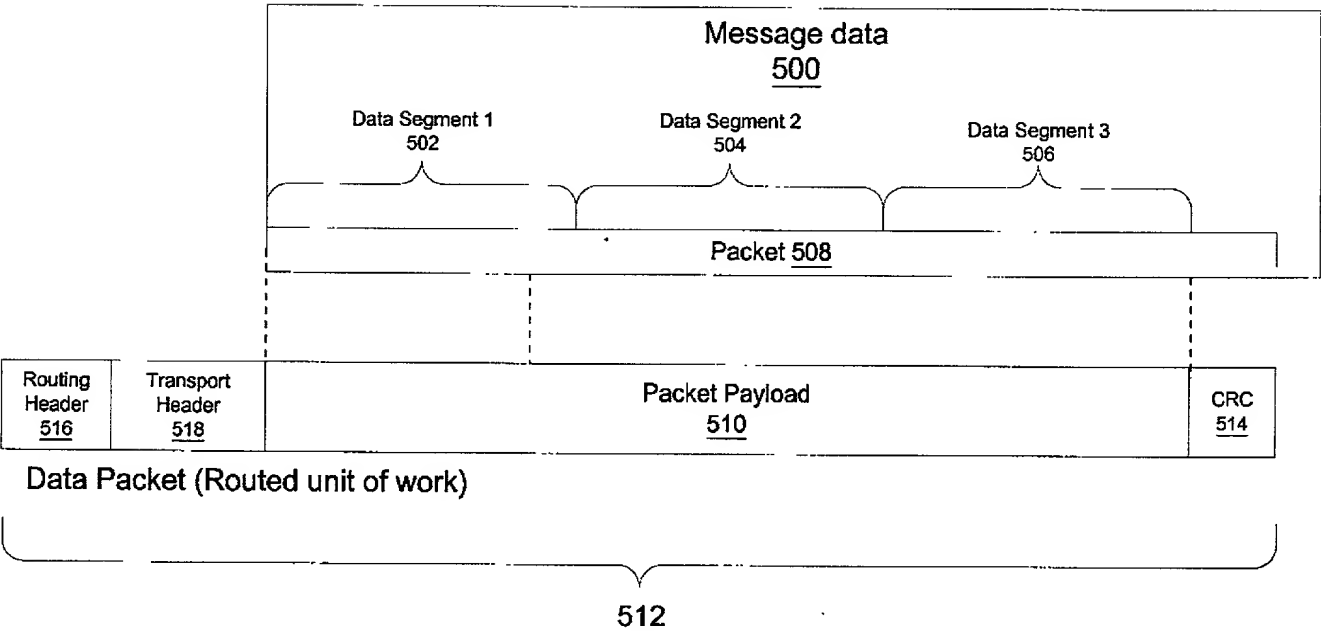 Message data
500
Data Segment 1
502
Data Segment 2
504
Data Segment 3
506
Packet 508
Routing
Header
516
Transport
Header
518
Packet Payload
510
CRC
514
Data Packet (Routed unit of work)
512